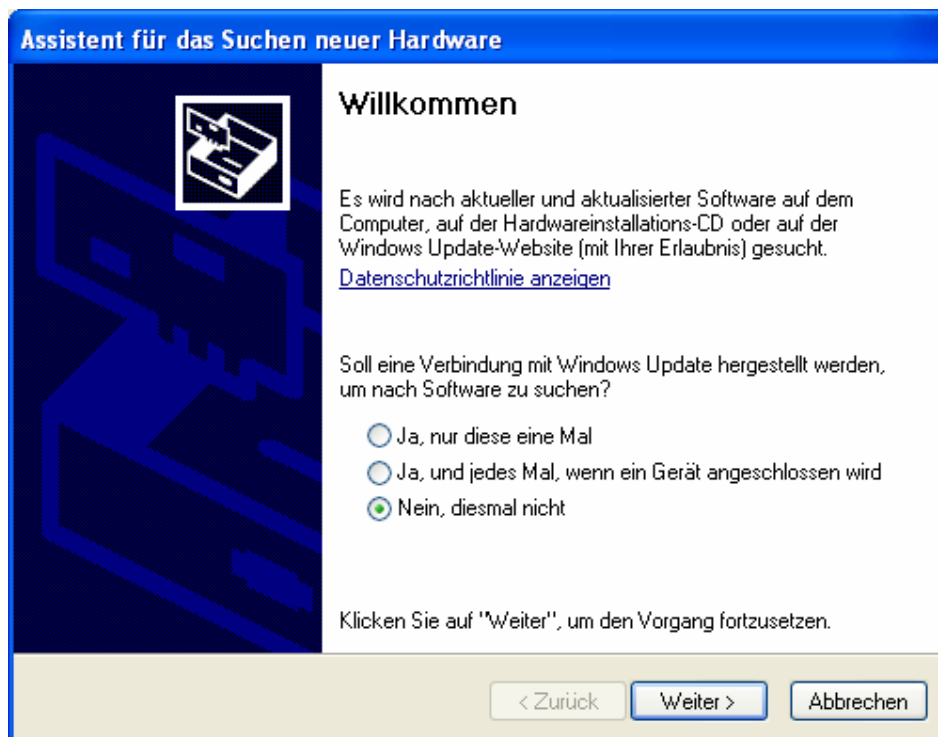 Assistent für das Suchen neuer Hardware
Willkommen
Es wird nach aktueller und aktualisierter Software auf dem
Computer, auf der Hardwareinstallations-CD oder auf der
Windows Update-Website (mit Ihrer Erlaubnis) gesucht.
Datenschutzrichtlinie anzeigen
Soll eine Verbindung mit Windows Update hergestellt werden,
um nach Software zu suchen?
Ja, nur diese eine Mal
Ja, und jedes Mal, wenn ein Gerät angeschlossen wird
Nein, diesmal nicht
Klicken Sie auf "Weiter", um den Vorgang fortzusetzen.
< Zurück Weiter > Abbrechen